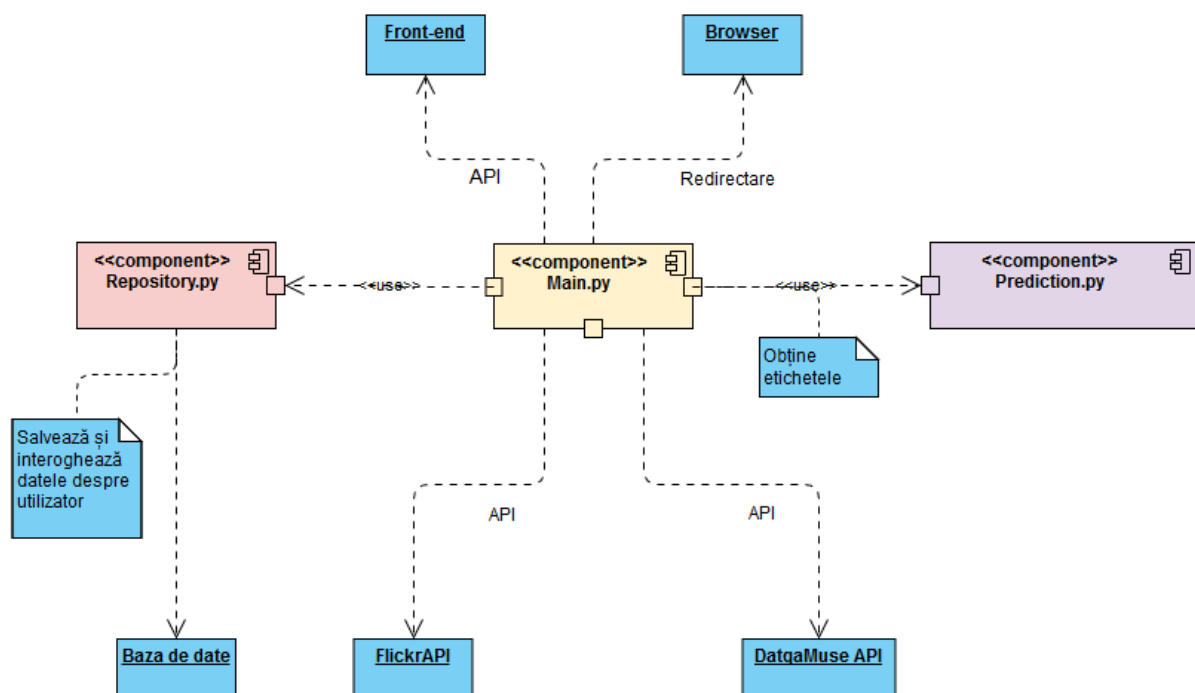 Front-end
Browser
API
Redirectare
<<component>>
Repository.py
<<use>>
<<component>>
Main.py
<<use>>
<<component>>
Prediction.py
Obține
etichetele
Salvează și
interoghează
datele despre
utilizator
API
API
Baza de date
FlickrAPI
DatqaMuse API